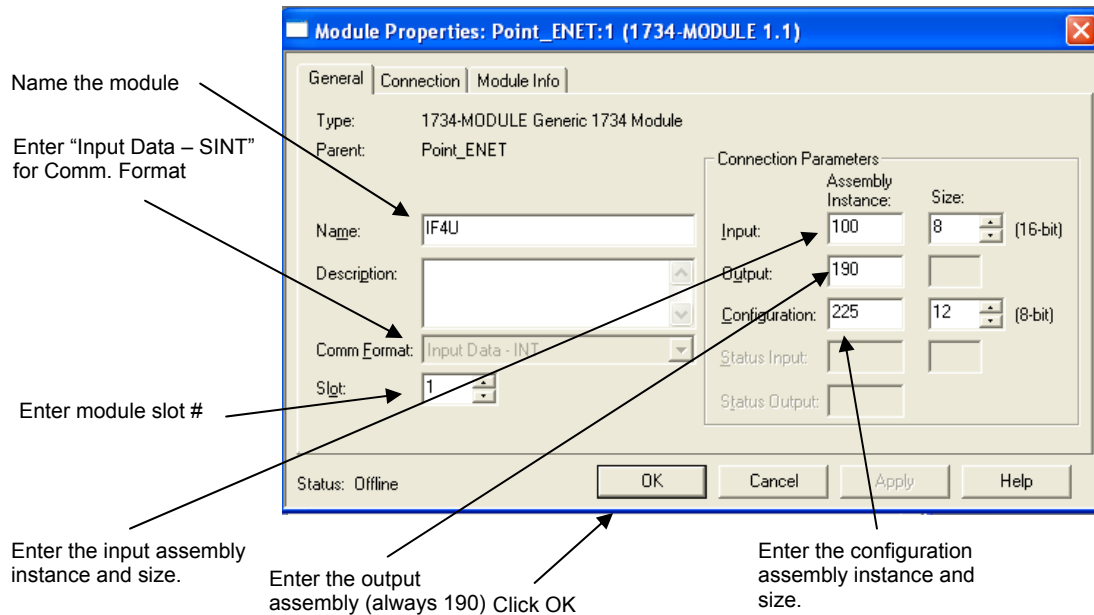 Module Properties: Point_ENET:1 (1734-MODULE 1.1)
General
Connection
Module Info
Name the module
Type: 1734-MODULE Generic 1734 Module
Enter “Input Data – SINT”
for Comm. Format
Parent: Point_ENET
Connection Parameters
Assembly
Instance:
Size:
Name: IF4U
Input: 100 8 (16-bit)
Description:
Output: 190
Configuration: 225 12 (8-bit)
Comm Format: Input Data - INT
Status Input:
Slot: 1
Status Output:
Enter module slot #
Status: Offline
OK
Cancel
Apply
Help
Enter the input assembly
instance and size.
Enter the output
assembly (always 190)
Click OK
Enter the configuration
assembly instance and
size.